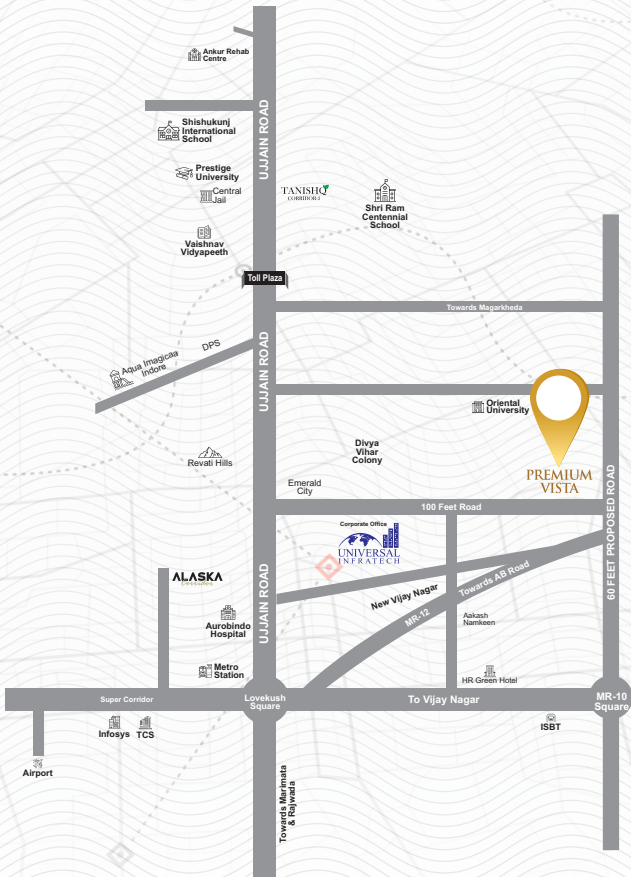 Ankur Rehab
Centre
UJJAIN ROAD
Shishukunj
International
School
Prestige
University
Central
Jail
TANISHQ
CORRIDOR-1
Shri Ram
Centennial
School
Vaishnav
Vidyapeeth
Toll Plaza
Towards Magarkheda
UJJAIN ROAD
DPS
Aqua Imagicaa
Indore
Oriental
University
Divya
Vihar
Colony
Revati Hills
PREMIUM
VISTA
Emerald
City
60 FEET PROPOSED ROAD
100 Feet Road
Corporate Office
UNIVERSAL
INFRATECH
UJJAIN ROAD
ALASKA
Corridor
Towards AB Road
New Vijay Nagar
MR-12
Aurobindo
Hospital
Aakash
Namkeen
Metro
Station
HR Green Hotel
Super Corridor
Lovekush
Square
To Vijay Nagar
MR-10
Square
Infosys
TCS
ISBT
Airport
Towards Marimata
& Rajwada